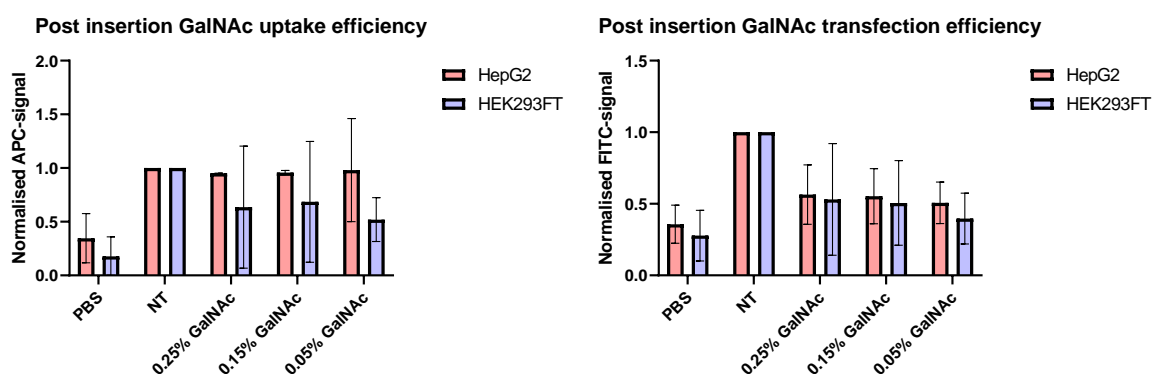 Post insertion GalNAc uptake efficiency
Normalised APC-signal
2.0
1.5
1.0
0.5
0.0
PBS
NT
0.25% GalNAc
0.15% GalNAc
0.05% GalNAc
HepG2
HEK293FT
Post insertion GalNAc transfection efficiency
Normalised FITC-signal
1.5
1.0
0.5
0.0
PBS
NT
0.25% GalNAc
0.15% GalNAc
0.05% GalNAc
HepG2
HEK293FT